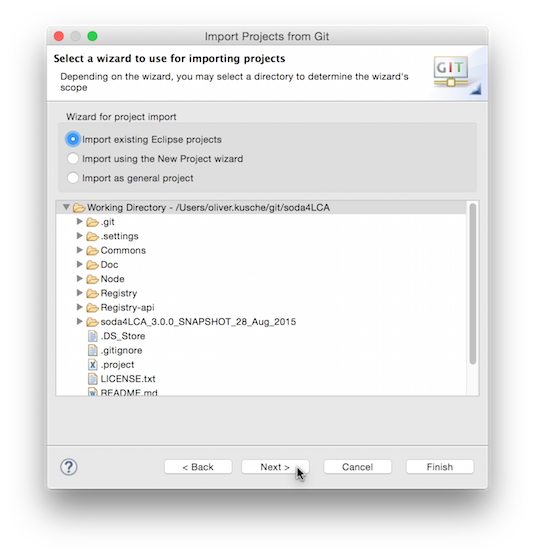 Import Projects from Git
Select a wizard to use for importing projects
Depending on the wizard, you may select a directory to determine the wizard's
scope
GIT
Wizard for project import
Import existing Eclipse projects
Import using the New Project wizard
Import as general project
Working Directory - /Users/oliver.kusche/git/soda4LCA
.git
.settings
Commons
Doc
Node
Registry
Registry-api
soda4LCA_3.0.0_SNAPSHOT_28_Aug_2015
.DS_Store
.gitignore
.project
LICENSE.txt
README.md
? < Back Next > Cancel Finish